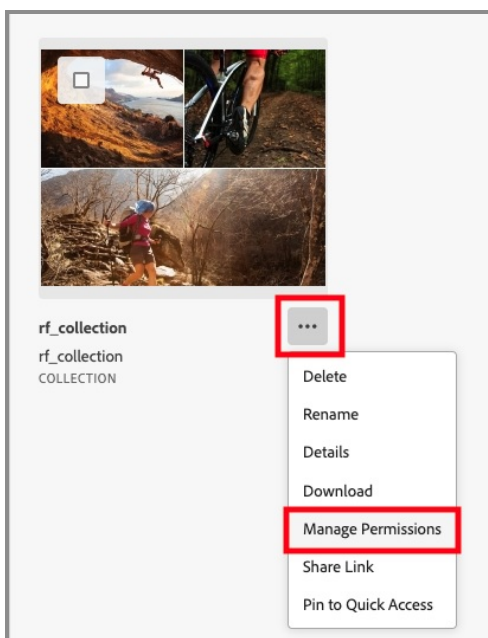 rf_collection
rf_collection
COLLECTION
Delete
Rename
Details
Download
Manage Permissions
Share Link
Pin to Quick Access